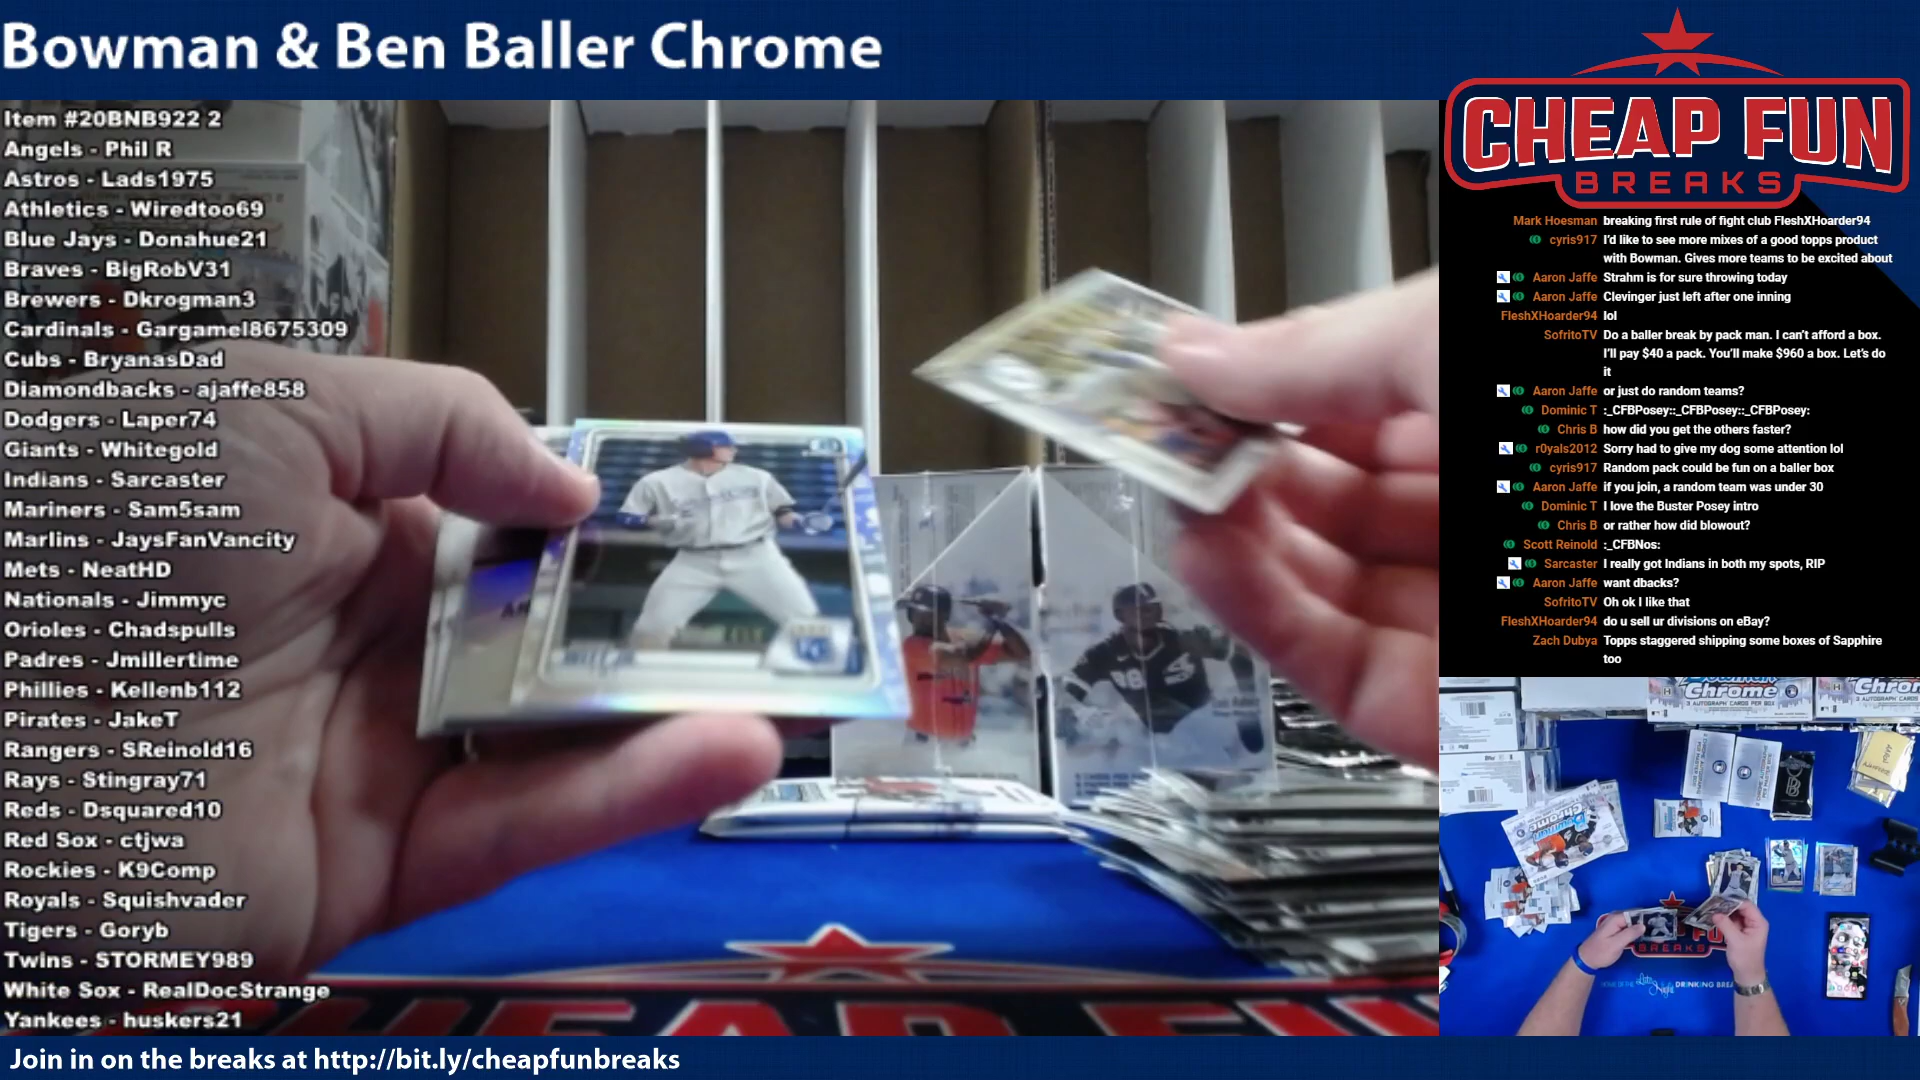 Bowman & Ben Baller Chrome
Item #20BNB922 2
Angels - Phil R
Astros - Lads1975
Athletics - Wiredtoo69
Blue Jays - Donahue21
Braves - BigRobV31
Brewers - Dkrogman3
Cardinals - Gargamel8675309
Cubs - BryanasDad
Diamondbacks - ajaffe858
Dodgers - Laper74
Giants - Whitegold
Indians - Sarcaster
Mariners - Sam5sam
Marlins - JaysFanVancity
Mets - NeatHD
Nationals - Jimmyc
Orioles - Chadspulls
Padres - Jmillertime
Phillies - Kellenb112
Pirates - JakeT
Rangers - SReinold16
Rays - Stingray71
Reds - Dsquared10
Red Sox - ctjwa
Rockies - K9Comp
Royals - Squishvader
Tigers - Goryb
Twins - STORMEY989
White Sox - RealDocStrange
Yankees - huskers21
Join in on the breaks at http://bit.ly/cheapfunbreaks
CHEAP FUN
BREAKS
Mark Hoesman breaking first rule of fight club FleshXHoarder94
cyris917 I'd like to see more mixes of a good topps product
with Bowman. Gives more teams to be excited about
Aaron Jaffe Strahm is for sure throwing today
Aaron Jaffe Clevinger just left after one inning
FleshXHoarder94 lol
SofritoTV Do a baller break by pack man. I can't afford a box.
I'll pay $40 a pack. You'll make $960 a box. Let's do
it
Aaron Jaffe or just do random teams?
Dominic T :_CFBPosey::_CFBPosey::_CFBPosey:
Chris B how did you get the others faster?
r0yals2012 Sorry had to give my dog some attention lol
cyris917 Random pack could be fun on a baller box
Aaron Jaffe if you join, a random team was under 30
Dominic T I love the Buster Posey intro
Chris B or rather how did blowout?
Scott Reinold :_CFBNos:
Sarcaster I really got Indians in both my spots, RIP
Aaron Jaffe want dbacks?
SofritoTV Oh ok I like that
FleshXHoarder94 do u sell ur divisions on eBay?
Zach Dubya Topps staggered shipping some boxes of Sapphire
too
Chrome
3 AUTOGRAPH CARDS PER BOX
BREAKS
DRINKING